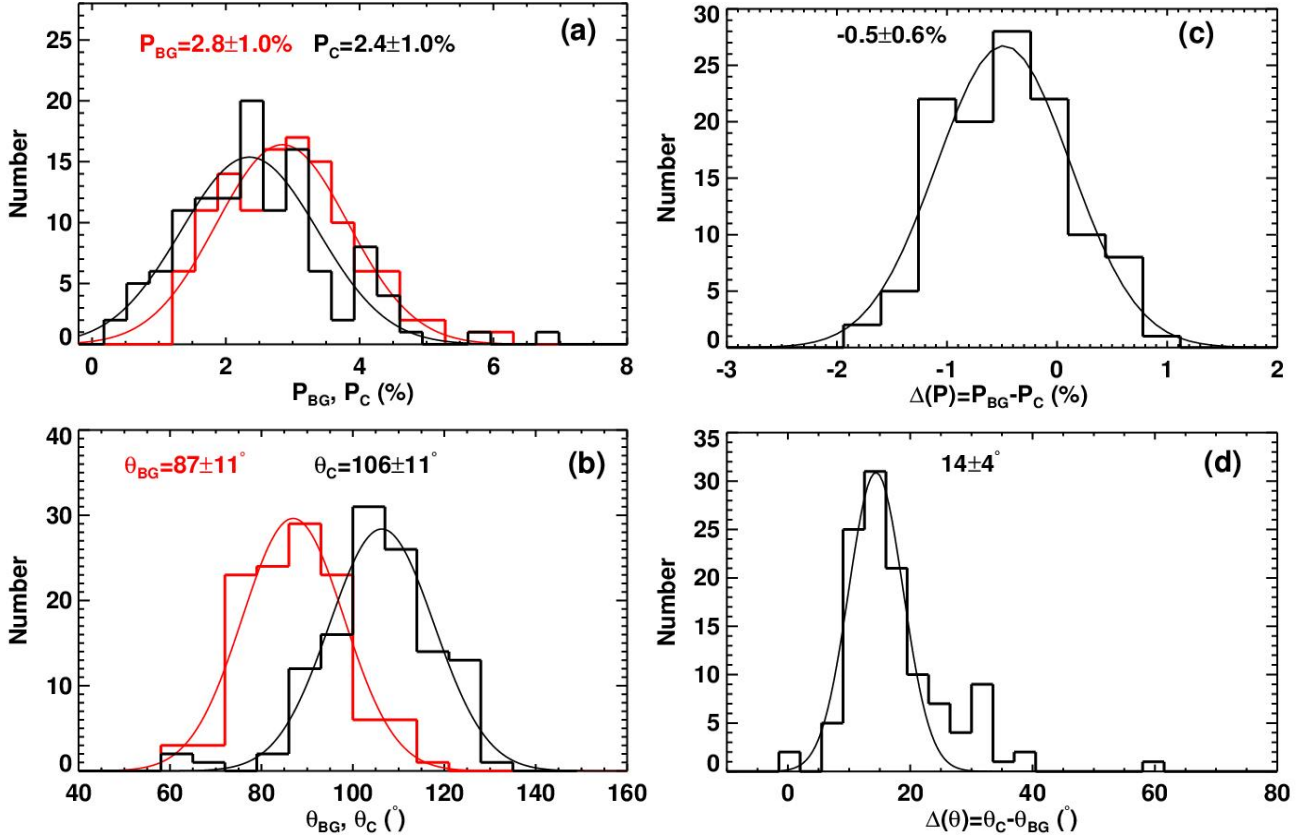 (a)
P_BG=2.8±1.0% P_C=2.4±1.0%
Number
25
20
15
10
5
0
0 2 4 6 8
P_BG, P_C (%)
(c)
-0.5±0.6%
Number
30
25
20
15
10
5
0
-3 -2 -1 0 1 2
Δ(P)=P_BG-P_C (%)
(b)
θ_BG=87±11° θ_C=106±11°
Number
40
30
20
10
0
40 60 80 100 120 140 160
θ_BG, θ_C (°)
(d)
14±4°
Number
35
30
25
20
15
10
5
0
0 20 40 60 80
Δ(θ)=θ_C-θ_BG (°)